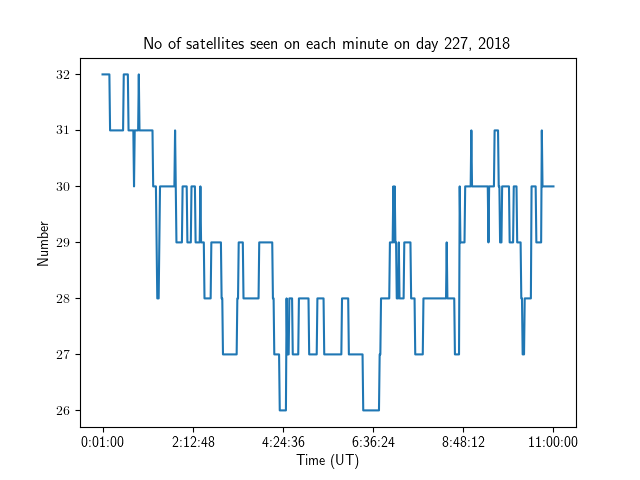 No of satellites seen on each minute on day 227, 2018
32
31
30
29
28
27
26
Number
0:01:00 2:12:48 4:24:36 6:36:24 8:48:12 11:00:00
Time (UT)